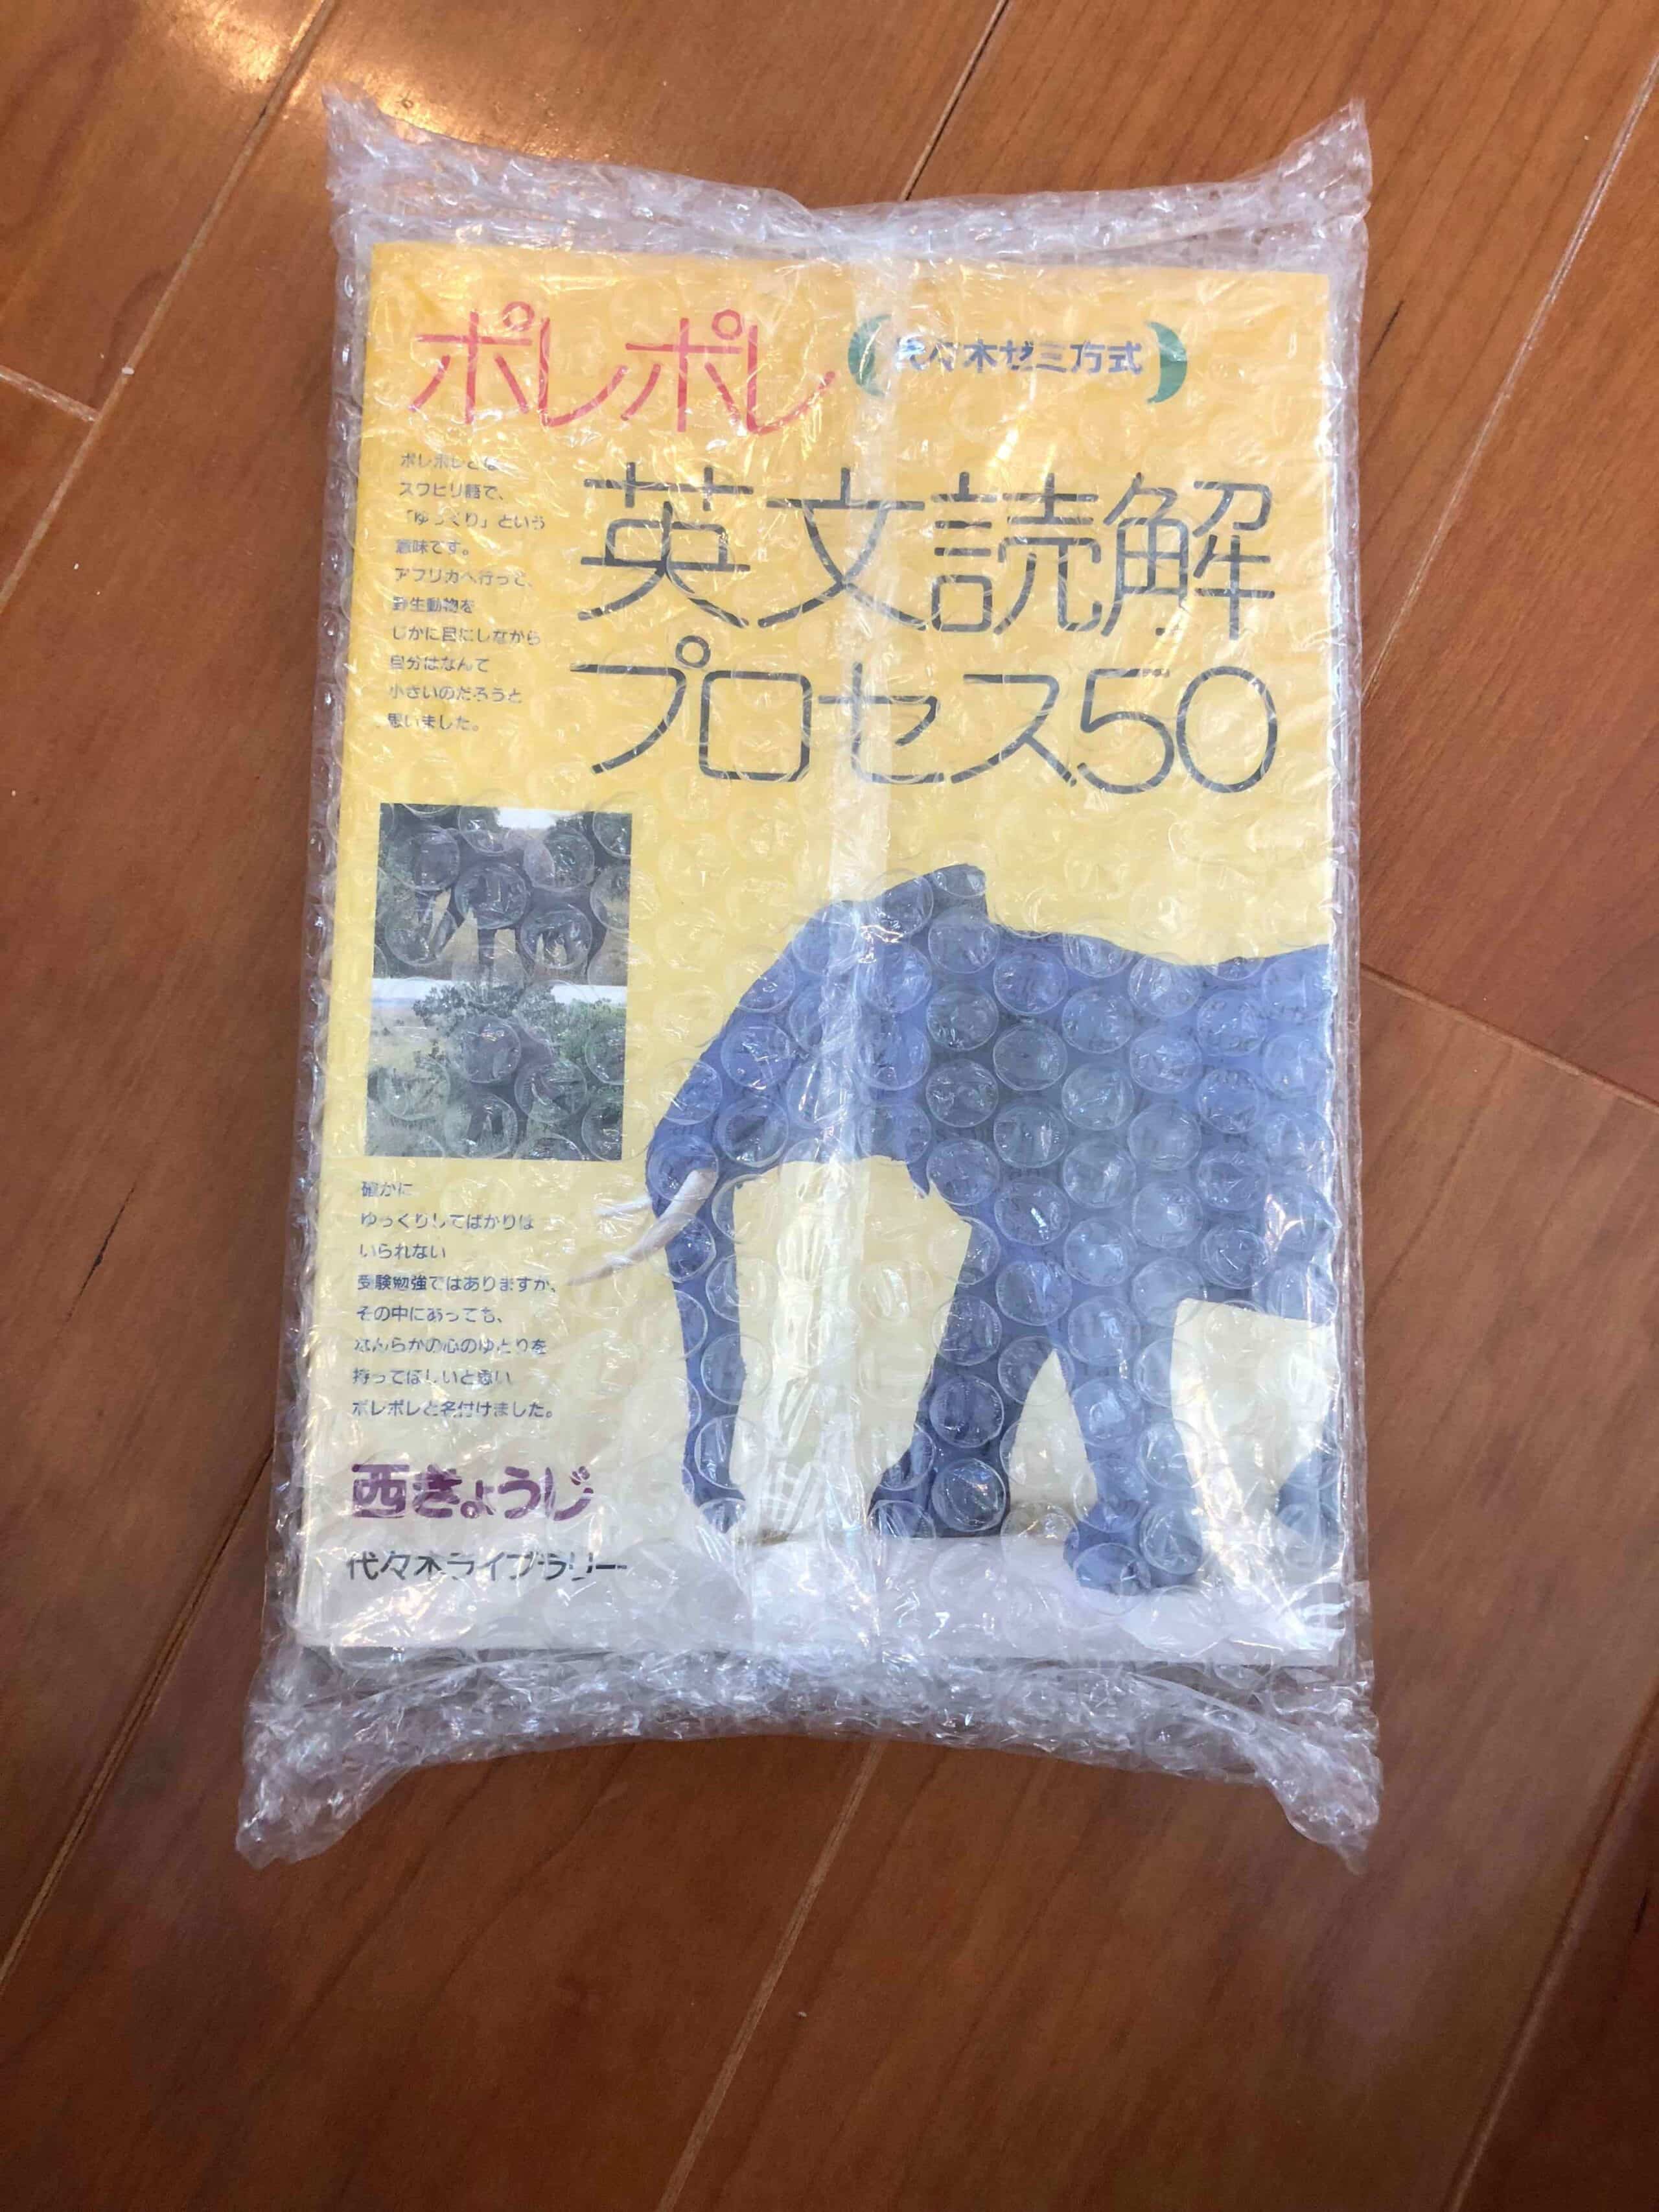 ポレポレ
代々木ゼミ方式
英文読解
プロセス50
ポレポレとは
スワヒリ語で、
「ゆっくり」という
意味です。
アフリカへ行って、
野生動物を
じかに目にしながら
自分はなんて
小さいのだろうと
思いました。
確かに
ゆっくりしてばかりは
いられない
受験勉強ではありますが、
その中にあっても、
なんらかの心のゆとりを
持ってほしいと思い
ポレポレと名付けました。
西きょうじ
代々木ライブラリー